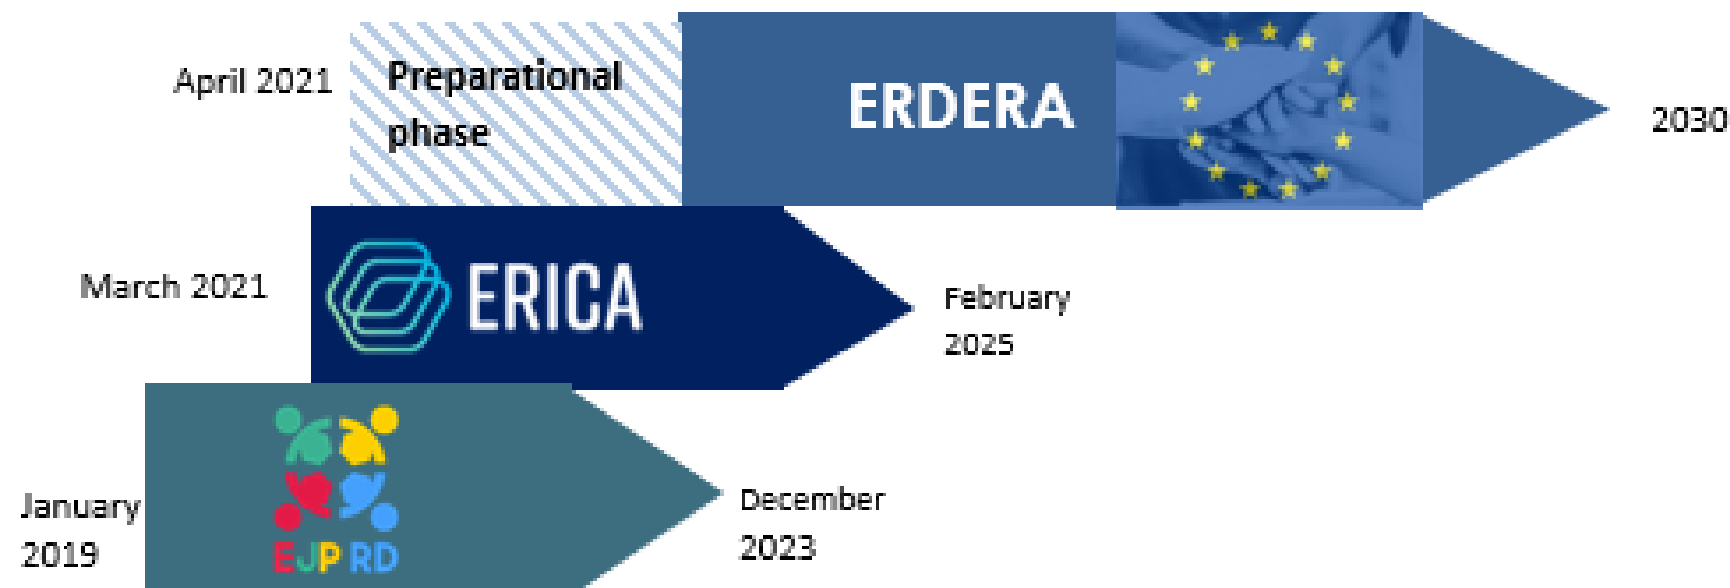 April 2021
Preparational
phase
ERDERA
2030
March 2021
ERICA
February
2025
January
2019
EJP RD
December
2023